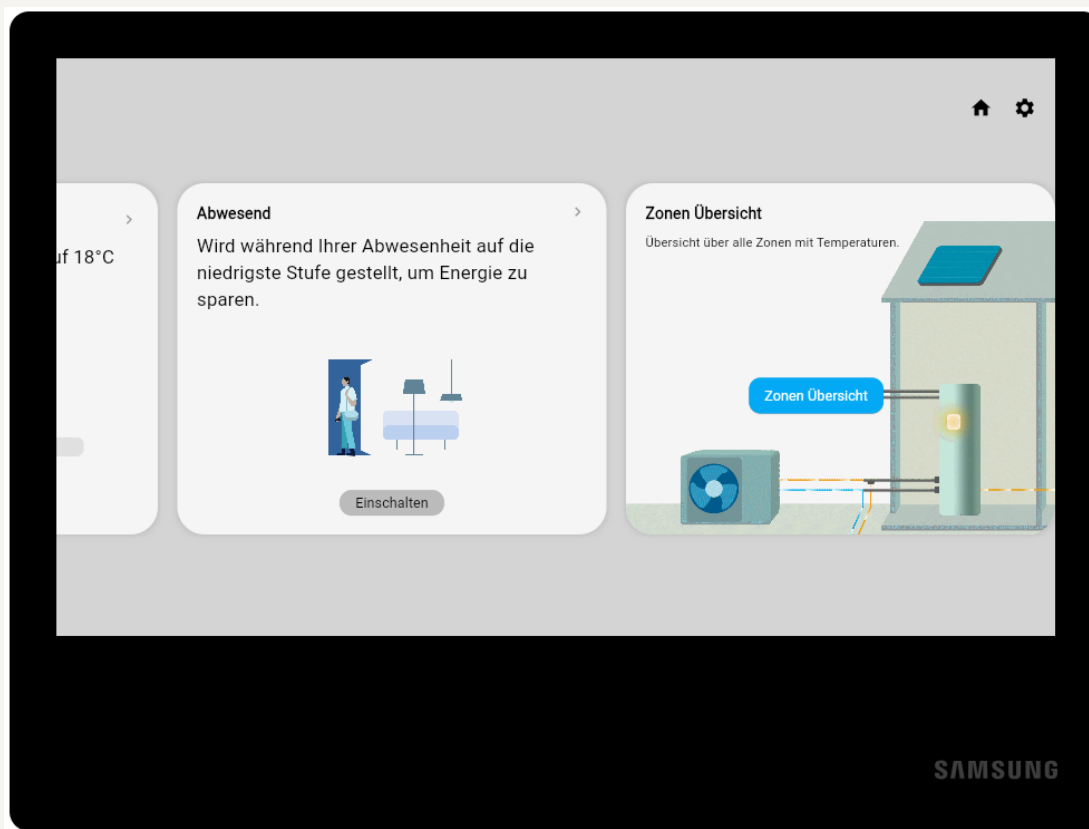 uf 18°C
Abwesend
Wird während Ihrer Abwesenheit auf die
niedrigste Stufe gestellt, um Energie zu
sparen.
Einschalten
Zonen Übersicht
Übersicht über alle Zonen mit Temperaturen.
Zonen Übersicht
SAMSUNG